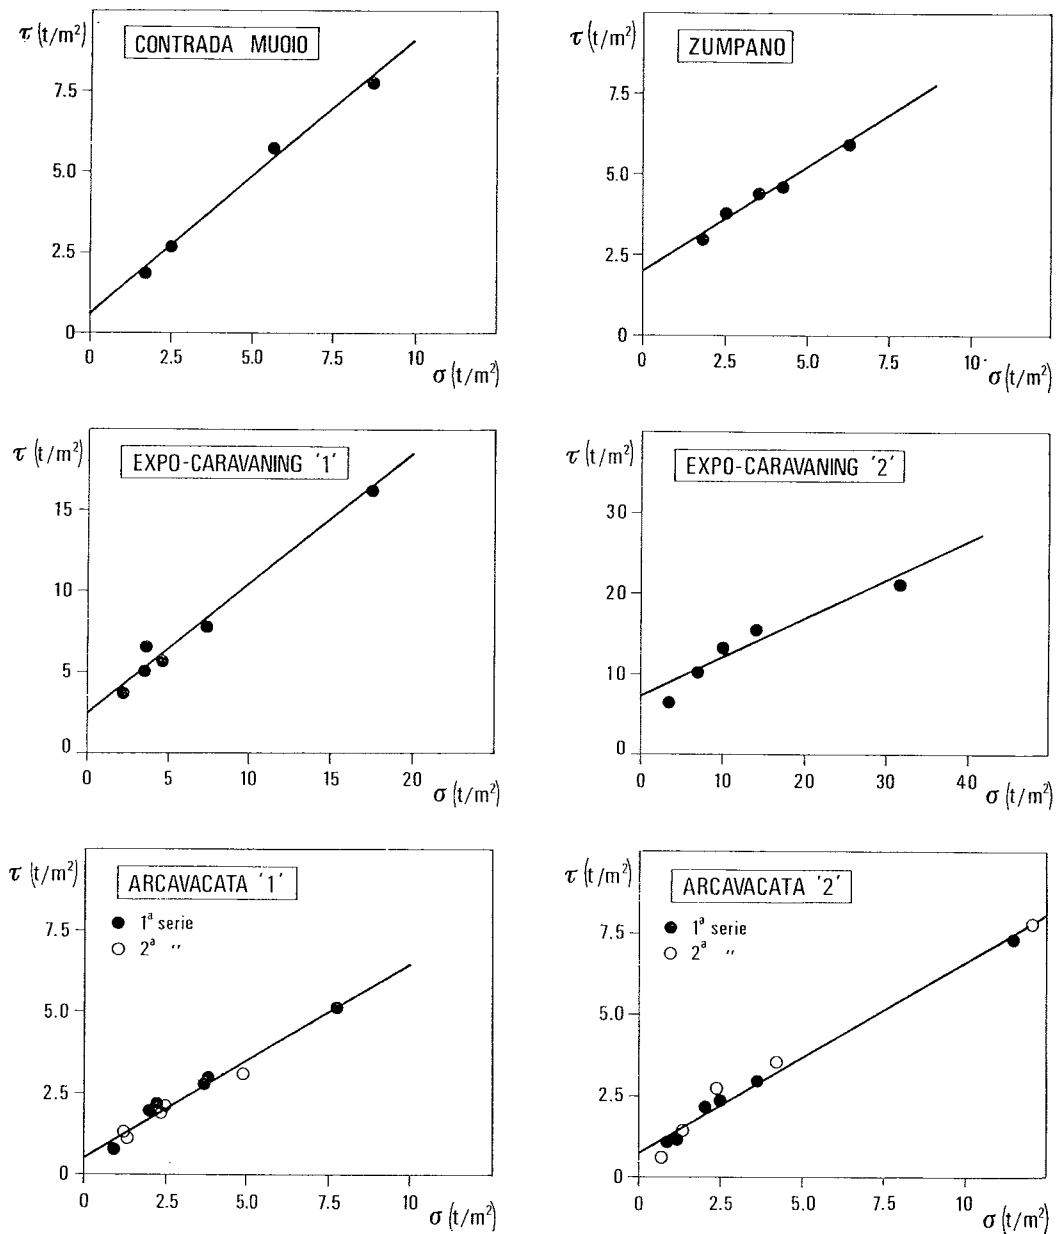 τ (t/m²)
CONTRADA MUOIO
7.5
5.0
2.5
0
0 2.5 5.0 7.5 10
σ (t/m²)
τ (t/m²)
ZUMPANO
7.5
5.0
2.5
0
0 2.5 5.0 7.5 10
σ (t/m²)
τ (t/m²)
EXPO-CARAVANING '1'
15
10
5
0
0 5 10 15 20
σ (t/m²)
τ (t/m²)
EXPO-CARAVANING '2'
30
20
10
0
0 10 20 30 40
σ (t/m²)
τ (t/m²)
ARCAVACATA '1'
1ª serie
2ª "
7.5
5.0
2.5
0
0 2.5 5.0 7.5 10
σ (t/m²)
τ (t/m²)
ARCAVACATA '2'
1ª serie
2ª "
7.5
5.0
2.5
0
0 2.5 5.0 7.5 10
σ (t/m²)